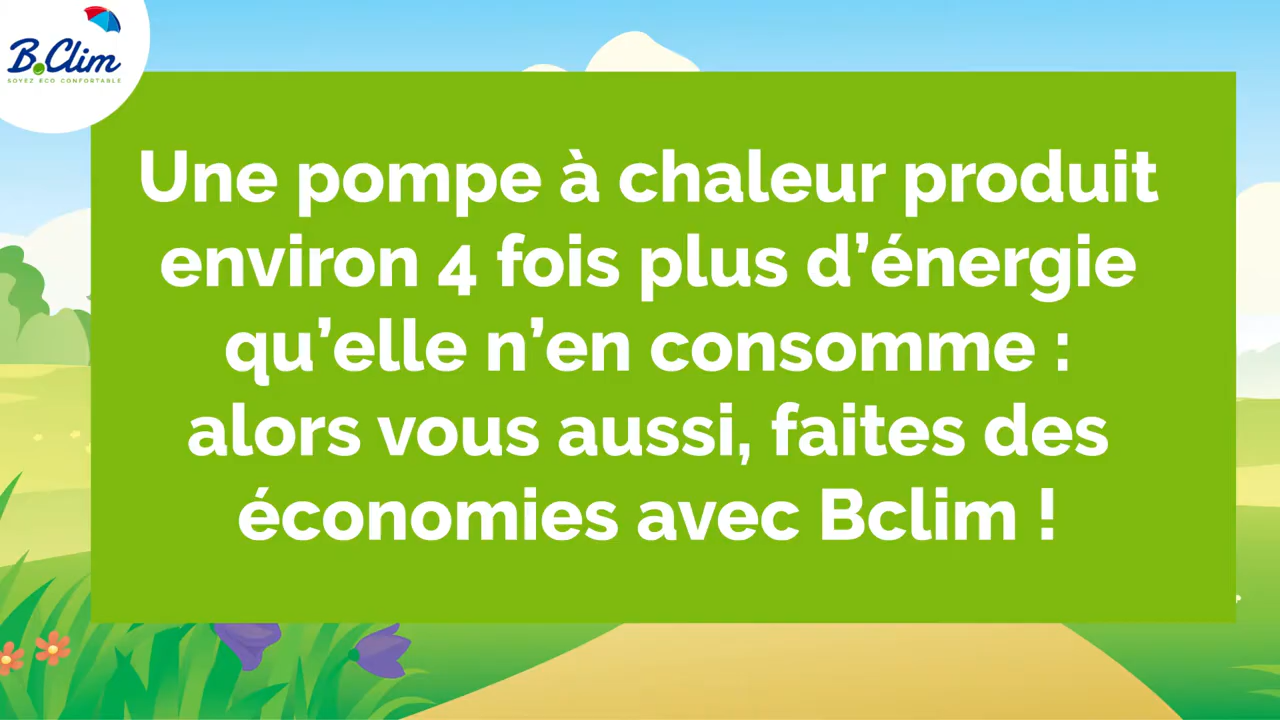 B.Clim
SOYEZ ÉCO CONFORTABLE
Une pompe à chaleur produit
environ 4 fois plus d’énergie
qu’elle n’en consomme :
alors vous aussi, faites des
économies avec Bclim !